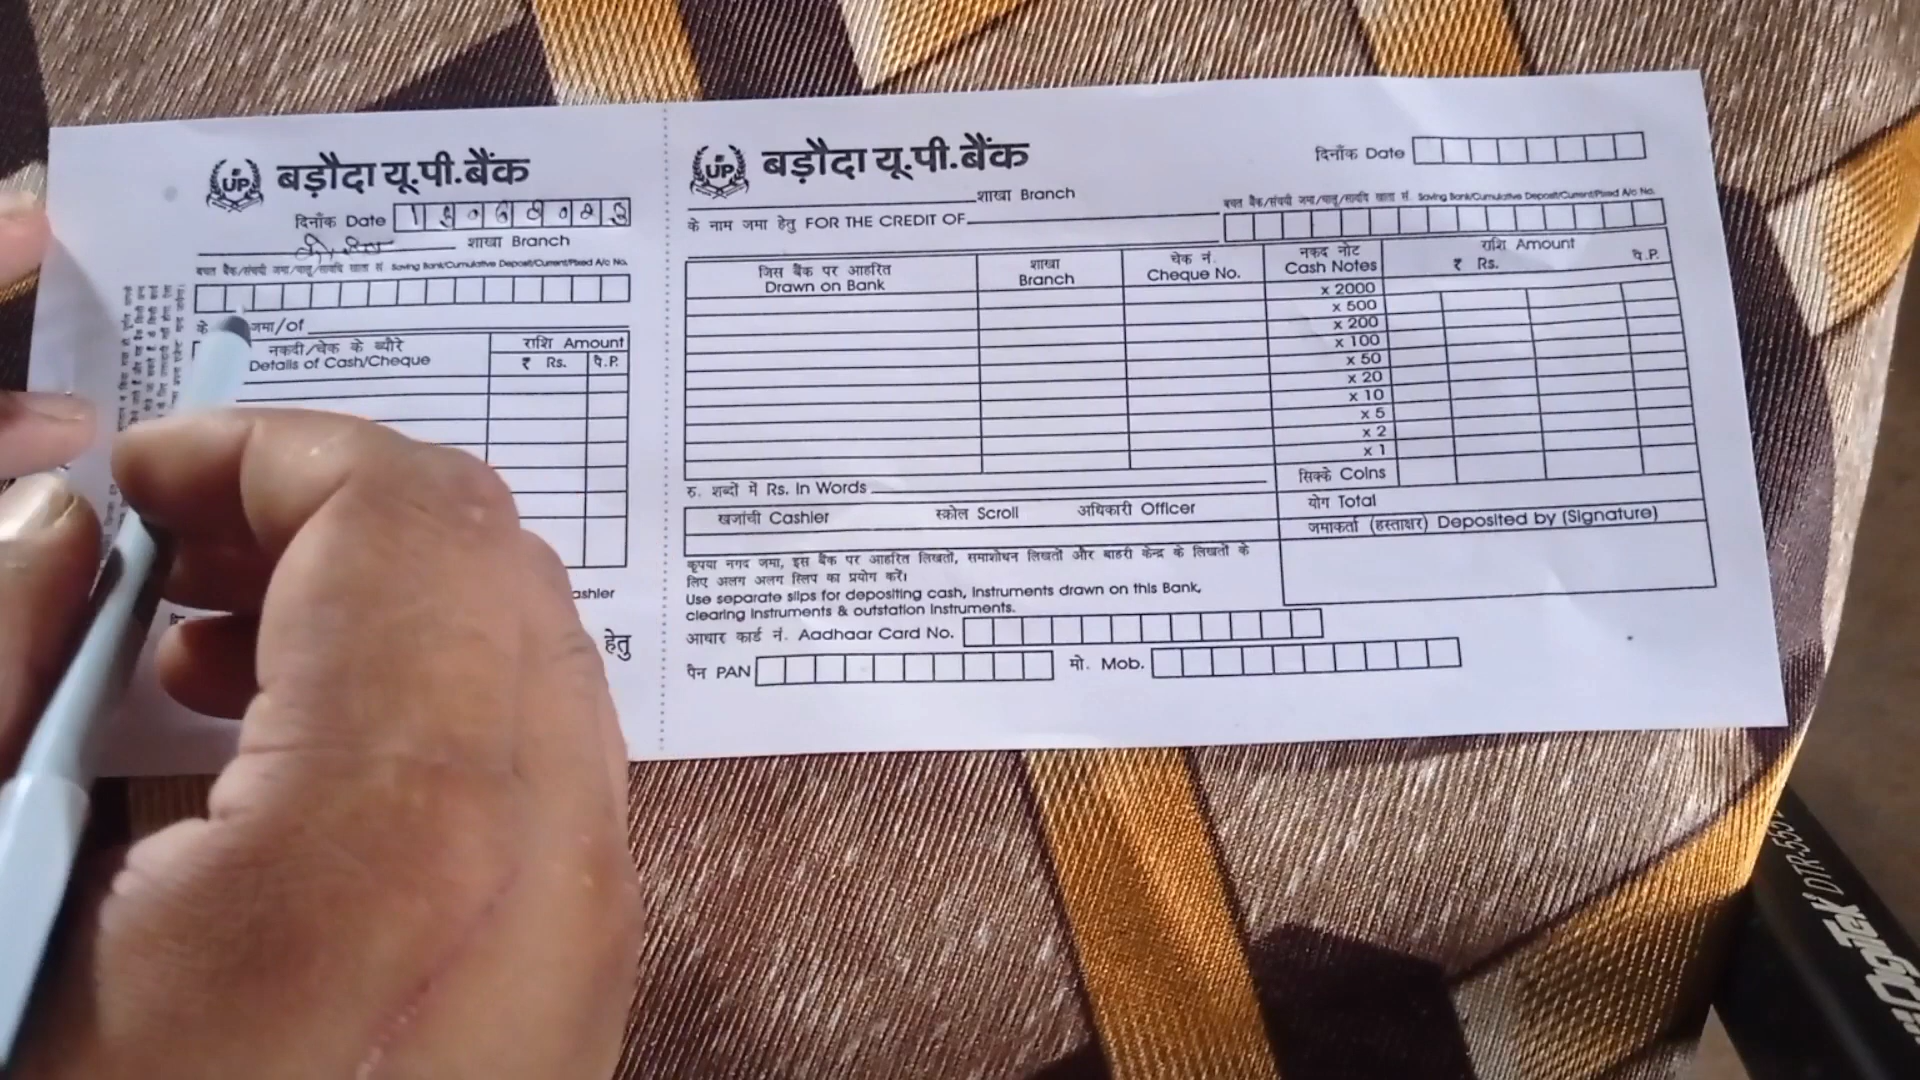 UP बड़ौदा यू.पी.बैंक
दिनाँक Date
शाखा Branch
बचत बैंक/संचयी जमा/चालू/सावधि खाता सं. Saving Bank/Cumulative Deposit/Current/Fixed A/c No.
के जमा/of
नकदी/चेक के ब्यौरे राशि Amount
Details of Cash/Cheque ₹ Rs. पै.P.
ashier
हेतु
UP बड़ौदा यू.पी.बैंक
दिनाँक Date
शाखा Branch
बचत बैंक/संचयी जमा/चालू/सावधि खाता सं. Saving Bank/Cumulative Deposit/Current/Fixed A/c No.
के नाम जमा हेतु FOR THE CREDIT OF
जिस बैंक पर आहरित शाखा चेक नं. नकद नोट राशि Amount
Drawn on Bank Branch Cheque No. Cash Notes ₹ Rs. पै.P.
x 2000
x 500
x 200
x 100
x 50
x 20
x 10
x 5
x 2
x 1
सिक्के Coins
रु. शब्दों में Rs. In Words
योग Total
खजांची Cashier स्क्रोल Scroll अधिकारी Officer
जमाकर्ता (हस्ताक्षर) Deposited by (Signature)
कृपया नगद जमा, इस बैंक पर आहरित लिखतों, समाशोधन लिखतों और बाहरी केन्द्र के लिखतों के
लिए अलग अलग स्लिप का प्रयोग करें।
Use separate slips for depositing cash, Instruments drawn on this Bank,
clearing Instruments & outstation Instruments.
आधार कार्ड नं. Aadhaar Card No.
पैन PAN मो. Mob.